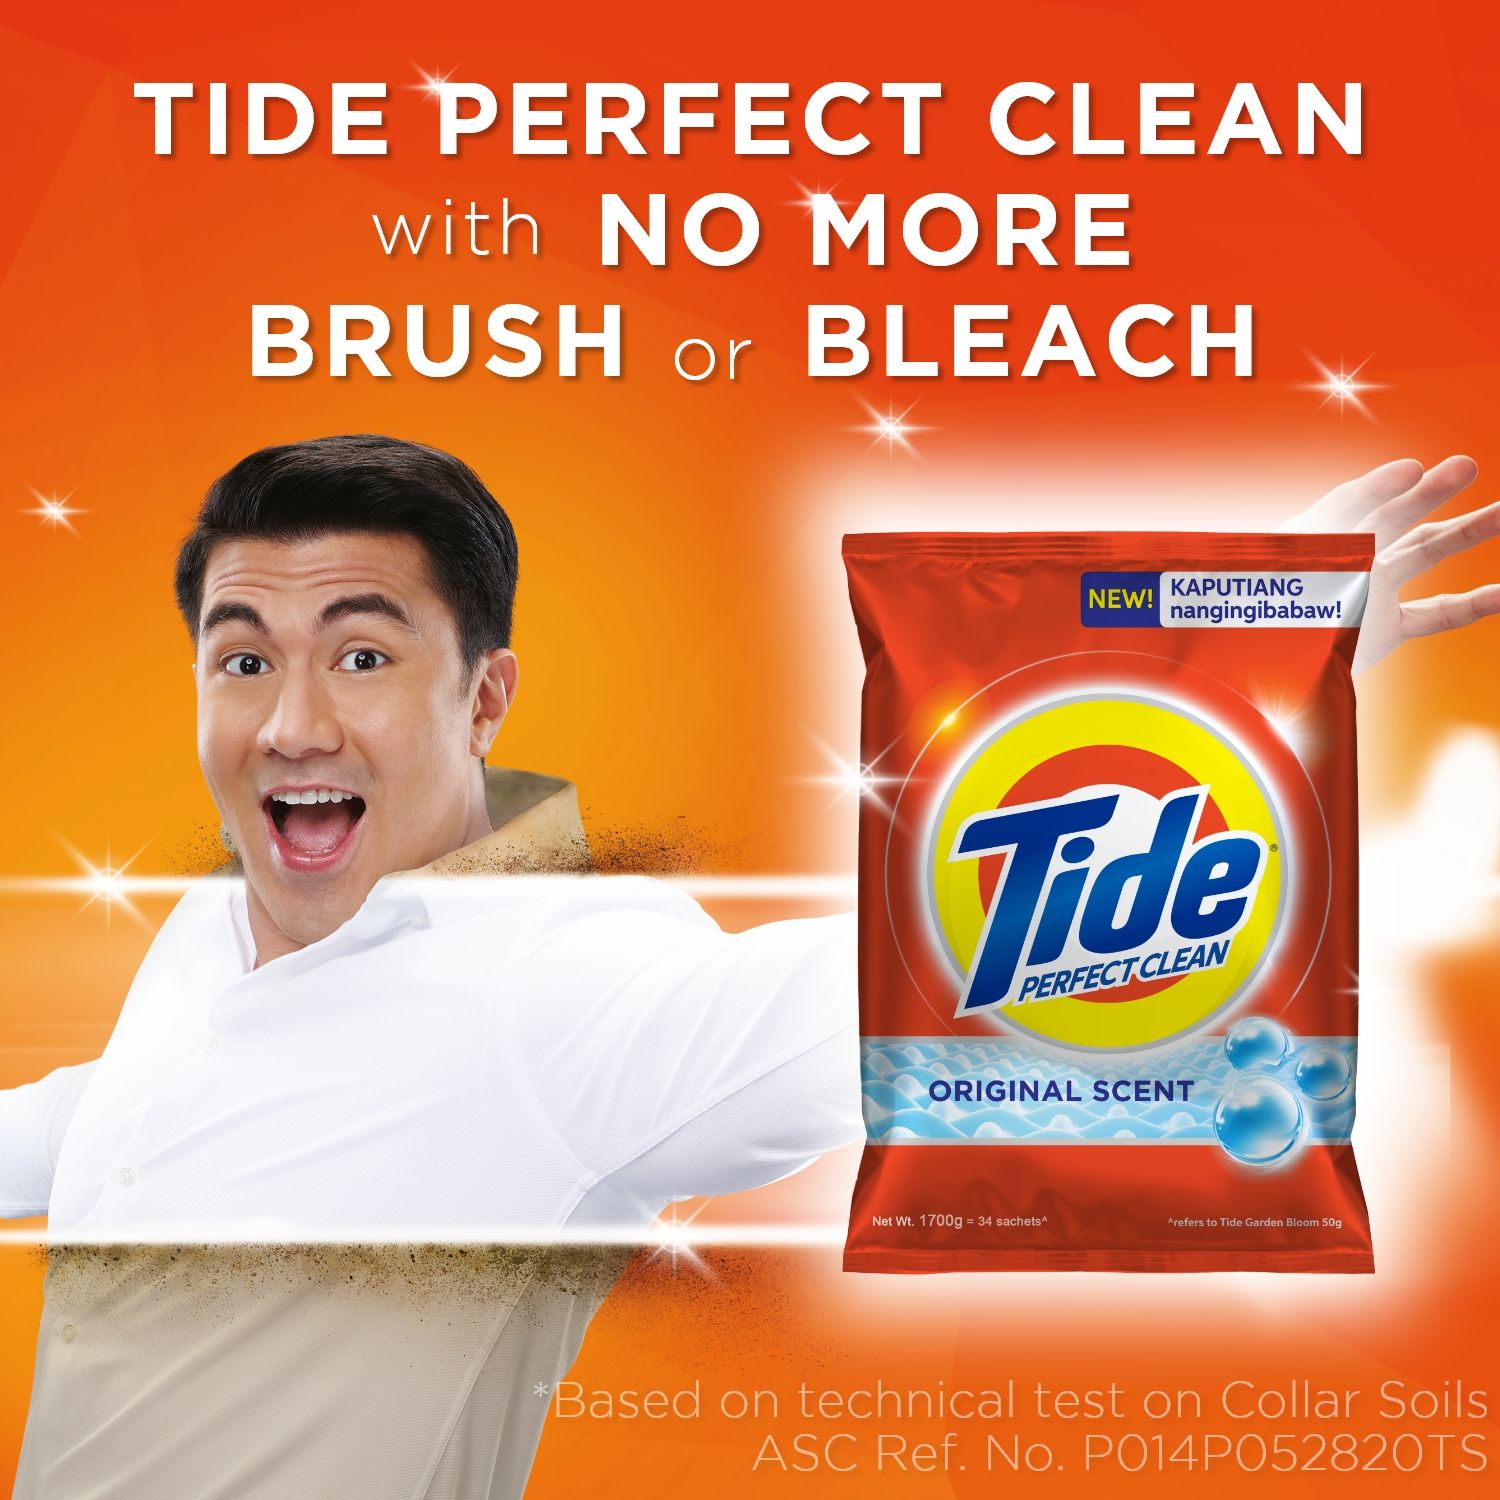 TIDE PERFECT CLEAN
with NO MORE
BRUSH or BLEACH
NEW! KAPUTIANG
nangingibabaw!
Tide®
PERFECT CLEAN
ORIGINAL SCENT
Net Wt. 1700g = 34 sachets^
^refers to Tide Garden Bloom 50g
*Based on technical test on Collar Soils
ASC Ref. No. P014P052820TS